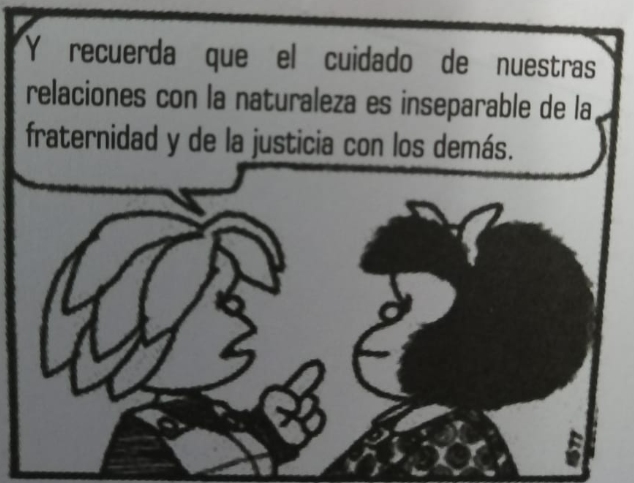 Y recuerda que el cuidado de nuestras
relaciones con la naturaleza es inseparable de la
fraternidad y de la justicia con los demás.